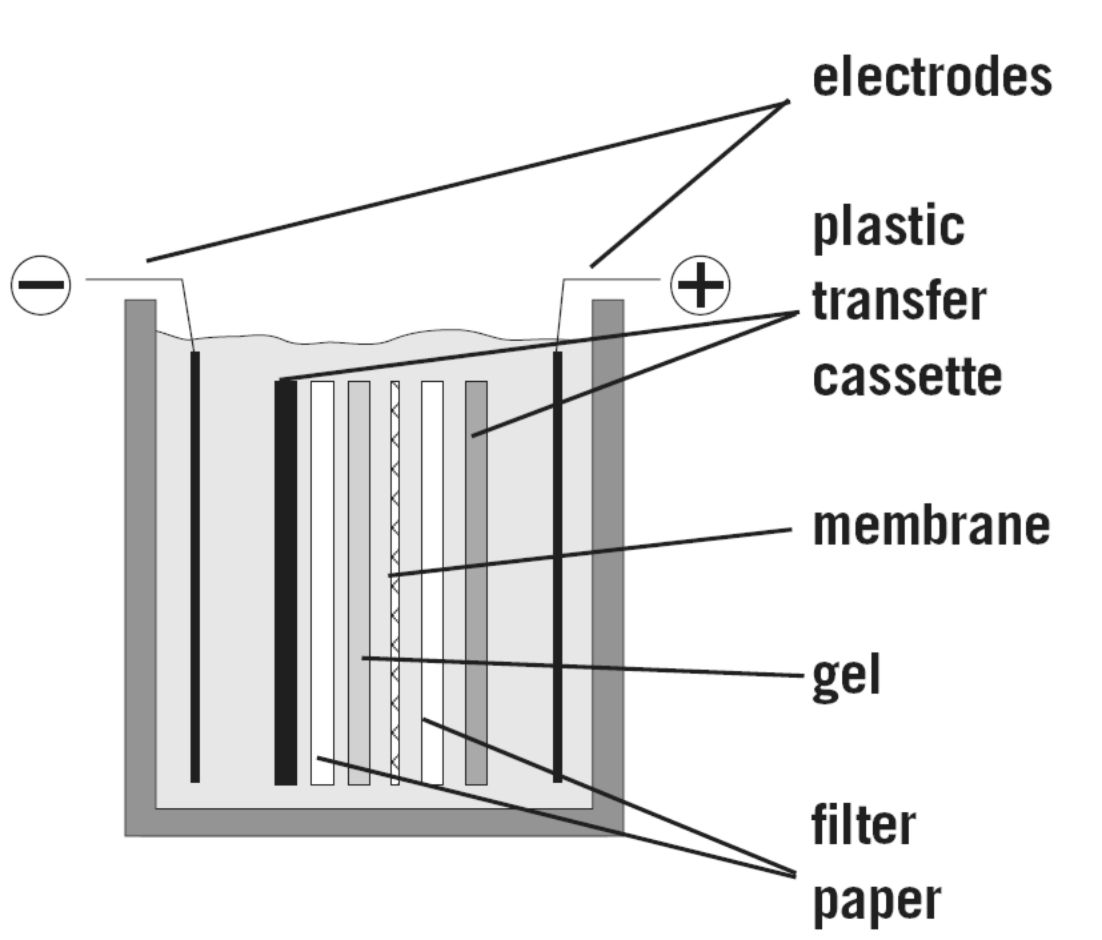 electrodes
plastic
transfer
cassette
membrane
gel
filter
paper